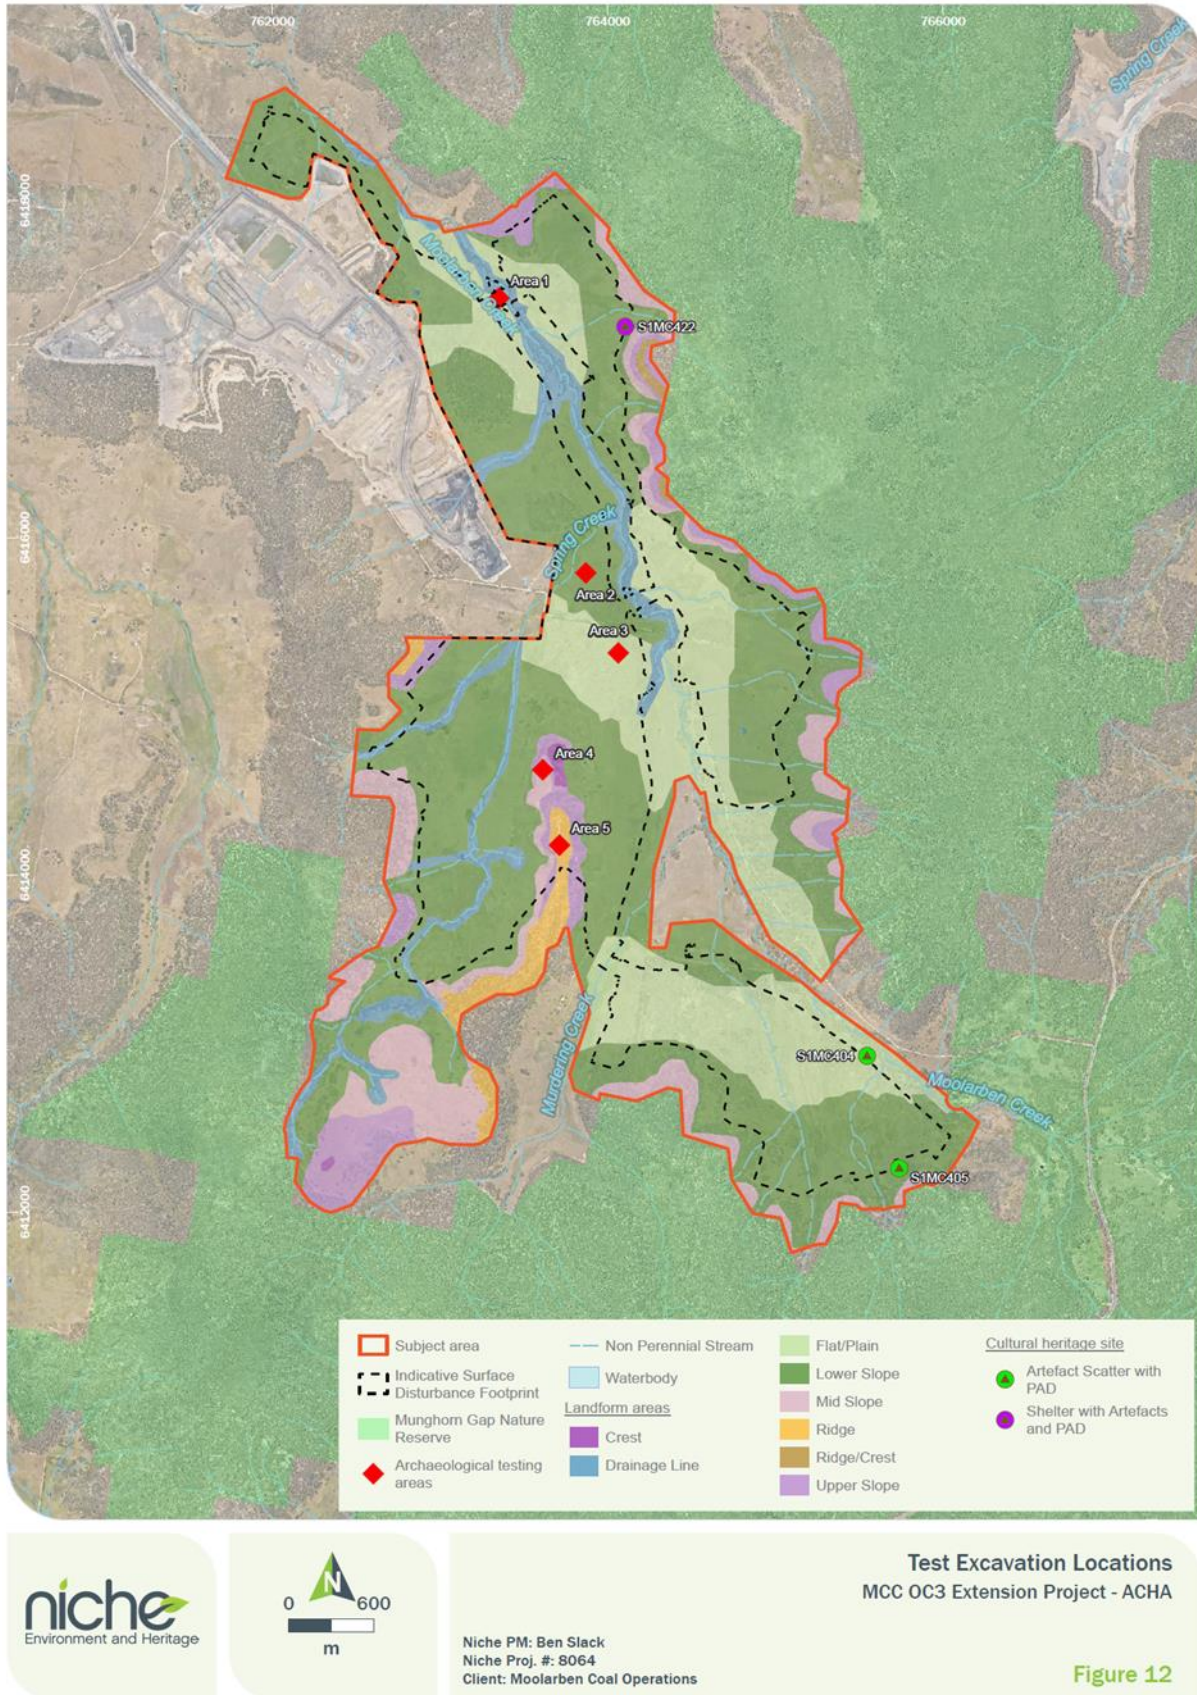 762000
764000
766000
Spring Creek
6418000
Moolarben Creek
Area 1
S1MC422
6416000
Spring Creek
Area 2
Area 3
Area 4
Area 5
6414000
Murdering Creek
S1MC404
Moolarben Creek
S1MC405
6412000
Subject area
Indicative Surface
Disturbance Footprint
Munghorn Gap Nature
Reserve
Archaeological testing
areas
Non Perennial Stream
Waterbody
Landform areas
Crest
Drainage Line
Flat/Plain
Lower Slope
Mid Slope
Ridge
Ridge/Crest
Upper Slope
Cultural heritage site
Artefact Scatter with
PAD
Shelter with Artefacts
and PAD
niche
Environment and Heritage
N
0 600
m
Niche PM: Ben Slack
Niche Proj. #: 8064
Client: Moolarben Coal Operations
Test Excavation Locations
MCC OC3 Extension Project - ACHA
Figure 12